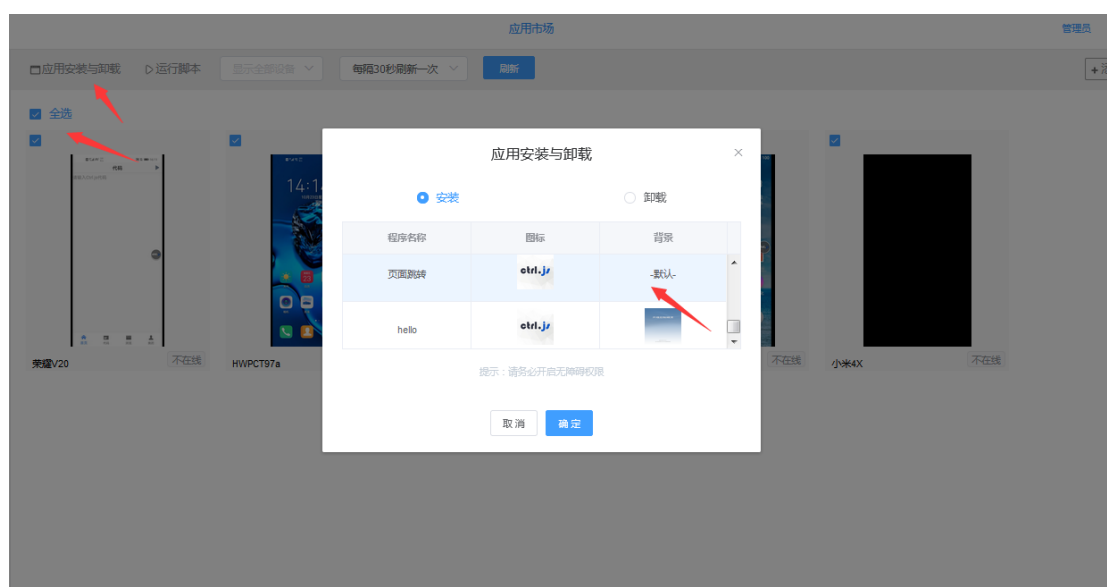 应用市场
管理员
应用安装与卸载
运行脚本
显示全部设备
每隔30秒刷新一次
刷新
全选
代码
14:1
应用安装与卸载
安装
卸载
程序名称 图标 背景
页面跳转 ctrl.js -默认-
hello ctrl.js
提示：请务必开启无障碍权限
取消 确定
荣耀V20 不在线
HWPCT97a
不在线
小米4X 不在线